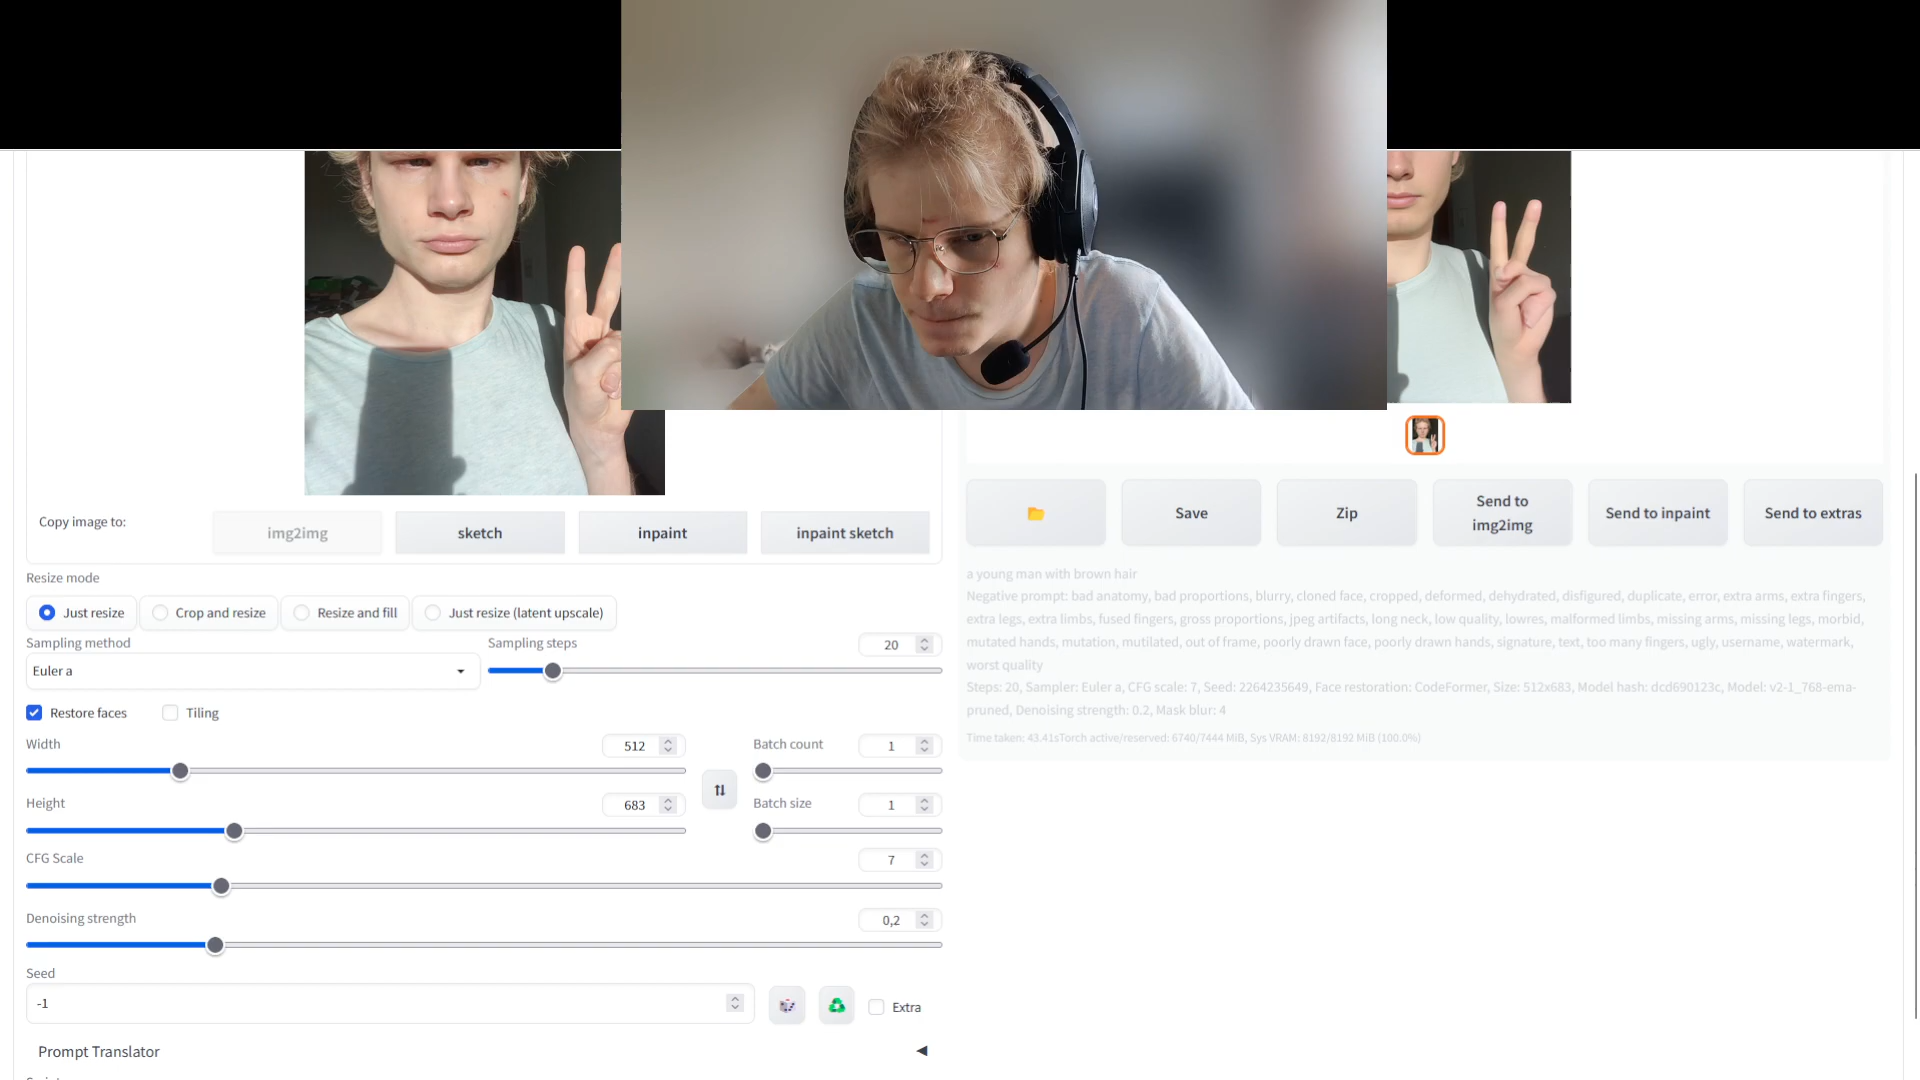 Copy image to:
img2img
sketch
inpaint
inpaint sketch
Resize mode
Just resize
Crop and resize
Resize and fill
Just resize (latent upscale)
Sampling method
Sampling steps
20
Euler a
Restore faces
Tiling
Width
512
Batch count
1
Height
683
Batch size
1
CFG Scale
7
Denoising strength
0,2
Seed
-1
Extra
Prompt Translator
Save
Zip
Send to
img2img
Send to inpaint
Send to extras
a young man with brown hair
Negative prompt: bad anatomy, bad proportions, blurry, cloned face, cropped, deformed, dehydrated, disfigured, duplicate, error, extra arms, extra fingers,
extra legs, extra limbs, fused fingers, gross proportions, jpeg artifacts, long neck, low quality, lowres, malformed limbs, missing arms, missing legs, morbid,
mutated hands, mutation, mutilated, out of frame, poorly drawn face, poorly drawn hands, signature, text, too many fingers, ugly, username, watermark,
worst quality
Steps: 20, Sampler: Euler a, CFG scale: 7, Seed: 2264235649, Face restoration: CodeFormer, Size: 512x683, Model hash: dcd690123c, Model: v2-1_768-ema-
pruned, Denoising strength: 0.2, Mask blur: 4
Time taken: 43.41sTorch active/reserved: 6740/7444 MiB, Sys VRAM: 8192/8192 MiB (100.0%)